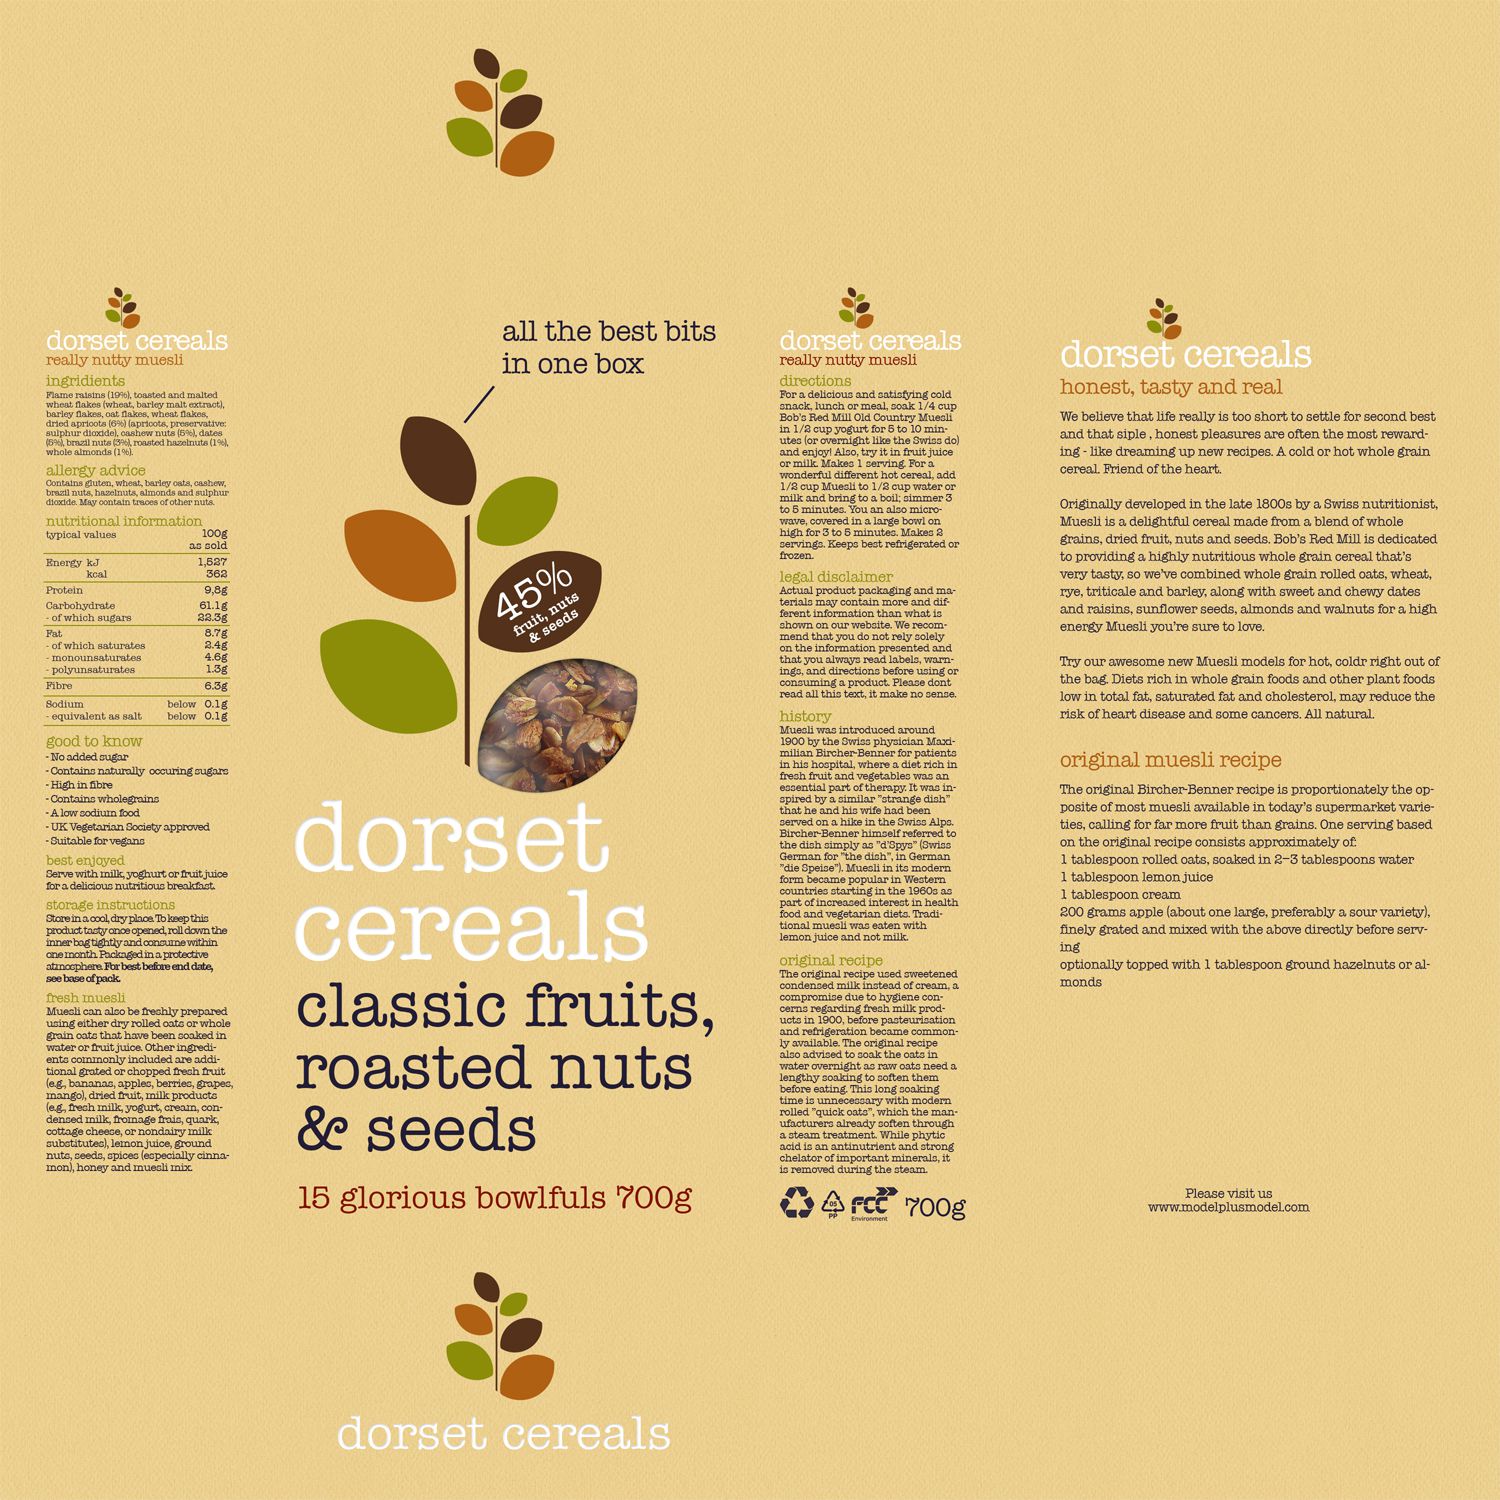 dorset cereals
really nutty muesli
ingridients
Flame raisins (19%), toasted and malted
wheat flakes (wheat, barley malt extract),
barley flakes, oat flakes, wheat flakes,
dried apricots (6%) (apricots, preservative:
sulphur dioxide), cashew nuts (5%), dates
(5%), brazil nuts (3%), roasted hazelnuts (1%),
whole almonds (1%).
allergy advice
Contains gluten, wheat, barley oats, cashew,
brazil nuts, hazelnuts, almonds and sulphur
dioxide. May contain traces of other nuts.
nutritional information
typical values 100g
as sold
Energy kJ 1,527
kcal 362
Protein 9,8g
Carbohydrate 61.1g
- of which sugars 22.3g
Fat 8.7g
- of which saturates 2.4g
- monounsaturates 4.6g
- polyunsaturates 1.3g
Fibre 6.3g
Sodium below 0.1g
- equivalent as salt below 0.1g
good to know
- No added sugar
- Contains naturally occuring sugars
- High in fibre
- Contains wholegrains
- A low sodium food
- UK Vegetarian Society approved
- Suitable for vegans
best enjoyed
Serve with milk, yoghurt or fruit juice
for a delicious nutritious breakfast.
storage instructions
Store in a cool, dry place. To keep this
product tasty once opened, roll down the
inner bag tightly and consume within
one month. Packaged in a protective
atmosphere. For best before end date,
see base of pack.
fresh muesli
Muesli can also be freshly prepared
using either dry rolled oats or whole
grain oats that have been soaked in
water or fruit juice. Other ingredi-
ents commonly included are addi-
tional grated or chopped fresh fruit
(e.g., bananas, apples, berries, grapes,
mango), dried fruit, milk products
(e.g., fresh milk, yogurt, cream, con-
densed milk, fromage frais, quark,
cottage cheese, or nondairy milk
substitutes), lemon juice, ground
nuts, seeds, spices (especially cinna-
mon), honey and muesli mix.
all the best bits
in one box
45%
fruit, nuts
& seeds
dorset
cereals
classic fruits,
roasted nuts
& seeds
15 glorious bowlfuls 700g
dorset cereals
dorset cereals
really nutty muesli
directions
For a delicious and satisfying cold
snack, lunch or meal, soak 1/4 cup
Bob's Red Mill Old Country Muesli
in 1/2 cup yogurt for 5 to 10 min-
utes (or overnight like the Swiss do)
and enjoy! Also, try it in fruit juice
or milk. Makes 1 serving. For a
wonderful different hot cereal, add
1/2 cup Muesli to 1/2 cup water or
milk and bring to a boil; simmer 3
to 5 minutes. You an also micro-
wave, covered in a large bowl on
high for 3 to 5 minutes. Makes 2
servings. Keeps best refrigerated or
frozen.
legal disclaimer
Actual product packaging and ma-
terials may contain more and dif-
ferent information than what is
shown on our website. We recom-
mend that you do not rely solely
on the information presented and
that you always read labels, warn-
ings, and directions before using or
consuming a product. Please dont
read all this text, it make no sense.
history
Muesli was introduced around
1900 by the Swiss physician Maxi-
milian Bircher-Benner for patients
in his hospital, where a diet rich in
fresh fruit and vegetables was an
essential part of therapy. It was in-
spired by a similar "strange dish"
that he and his wife had been
served on a hike in the Swiss Alps.
Bircher-Benner himself referred to
the dish simply as "d'Spys" (Swiss
German for "the dish", in German
"die Speise"). Muesli in its modern
form became popular in Western
countries starting in the 1960s as
part of increased interest in health
food and vegetarian diets. Tradi-
tional muesli was eaten with
lemon juice and not milk.
original recipe
The original recipe used sweetened
condensed milk instead of cream, a
compromise due to hygiene con-
cerns regarding fresh milk prod-
ucts in 1900, before pasteurisation
and refrigeration became common-
ly available. The original recipe
also advised to soak the oats in
water overnight as raw oats need a
lengthy soaking to soften them
before eating. This long soaking
time is unnecessary with modern
rolled "quick oats", which the man-
ufacturers already soften through
a steam treatment. While phytic
acid is an antinutrient and strong
chelator of important minerals, it
is removed during the steam.
05
PP
FCC
Environment
700g
dorset cereals
honest, tasty and real
We believe that life really is too short to settle for second best
and that siple , honest pleasures are often the most reward-
ing - like dreaming up new recipes. A cold or hot whole grain
cereal. Friend of the heart.
Originally developed in the late 1800s by a Swiss nutritionist,
Muesli is a delightful cereal made from a blend of whole
grains, dried fruit, nuts and seeds. Bob's Red Mill is dedicated
to providing a highly nutritious whole grain cereal that's
very tasty, so we've combined whole grain rolled oats, wheat,
rye, triticale and barley, along with sweet and chewy dates
and raisins, sunflower seeds, almonds and walnuts for a high
energy Muesli you're sure to love.
Try our awesome new Muesli models for hot, coldr right out of
the bag. Diets rich in whole grain foods and other plant foods
low in total fat, saturated fat and cholesterol, may reduce the
risk of heart disease and some cancers. All natural.
original muesli recipe
The original Bircher-Benner recipe is proportionately the op-
posite of most muesli available in today's supermarket varie-
ties, calling for far more fruit than grains. One serving based
on the original recipe consists approximately of:
1 tablespoon rolled oats, soaked in 2–3 tablespoons water
1 tablespoon lemon juice
1 tablespoon cream
200 grams apple (about one large, preferably a sour variety),
finely grated and mixed with the above directly before serv-
ing
optionally topped with 1 tablespoon ground hazelnuts or al-
monds
Please visit us
www.modelplusmodel.com